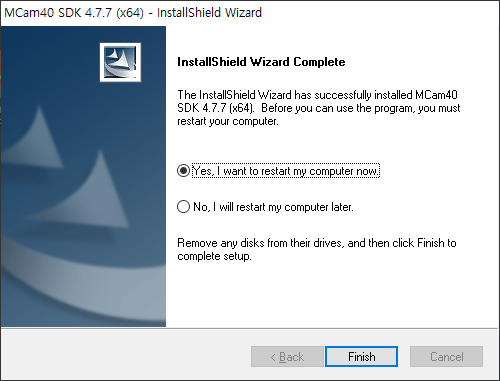 MCam40 SDK 4.7.7 (x64) - InstallShield Wizard
InstallShield Wizard Complete
The InstallShield Wizard has successfully installed MCam40
SDK 4.7.7 (x64). Before you can use the program, you must
restart your computer.
Yes, I want to restart my computer now.
No, I will restart my computer later.
Remove any disks from their drives, and then click Finish to
complete setup.
< Back
Finish
Cancel